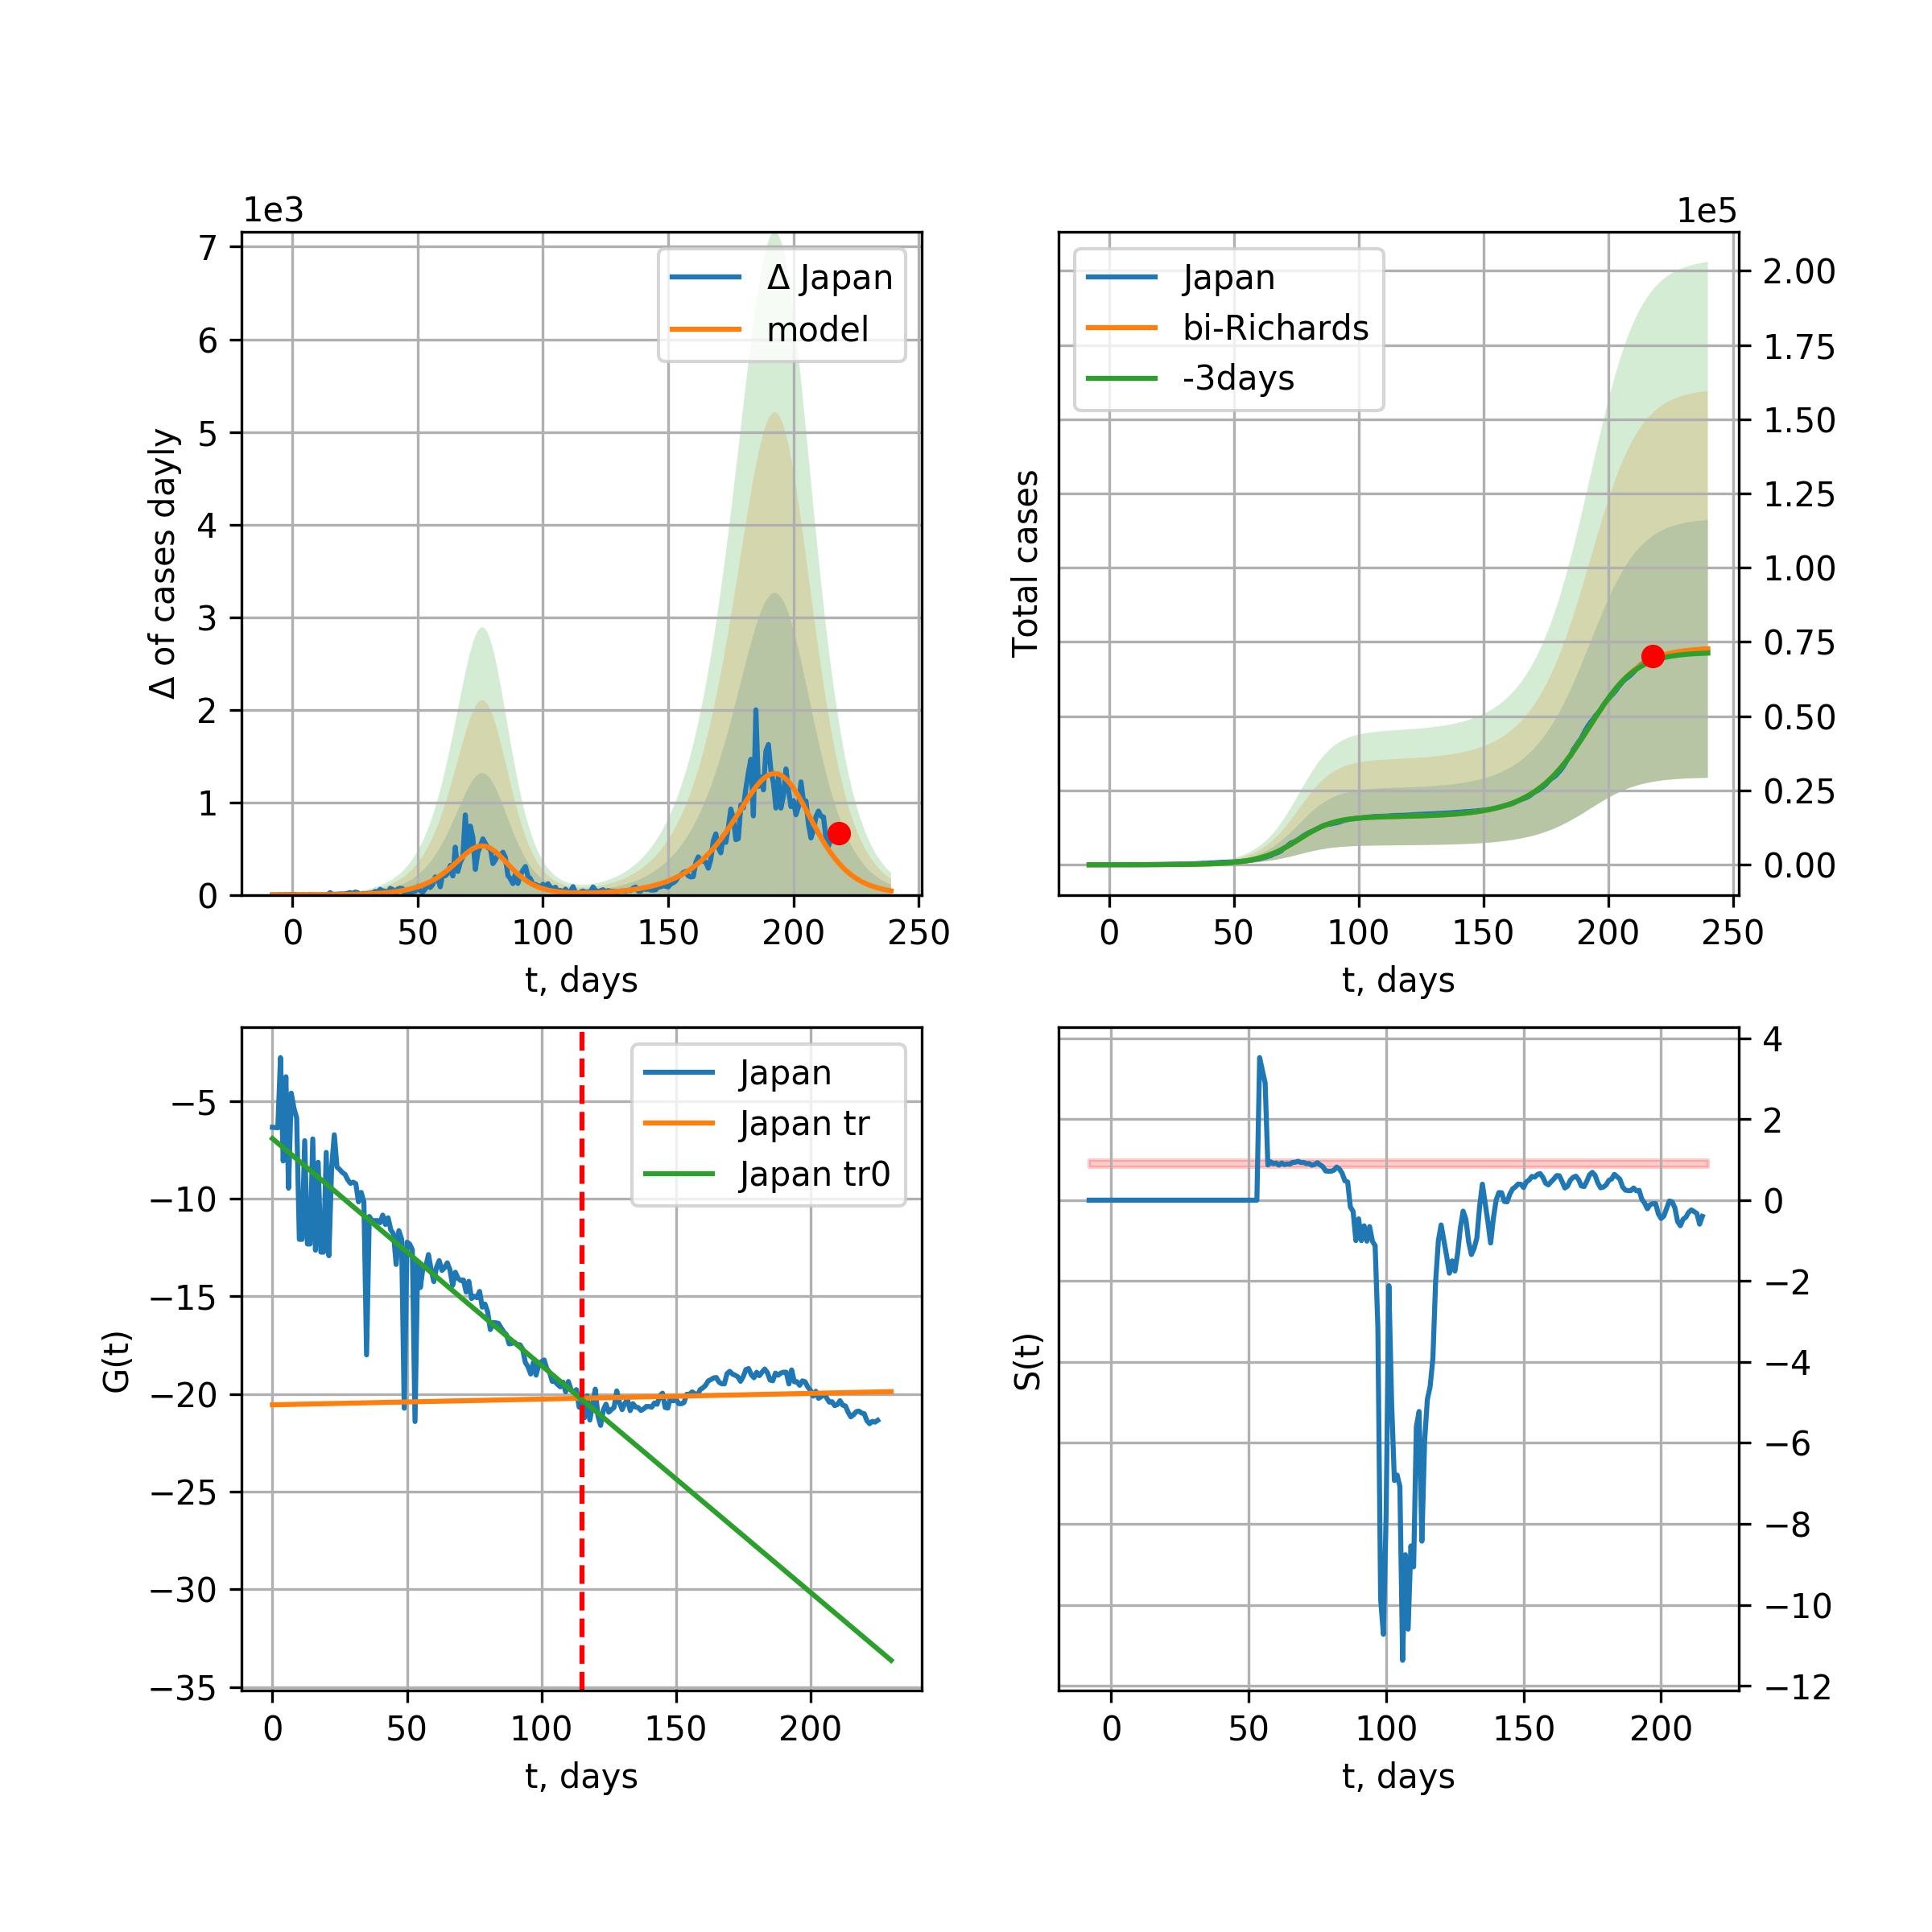 1e3
7
6
5
4
3
2
1
0
Δ of cases dayly
Δ Japan
model
0 50 100 150 200 250
t, days
1e5
2.00
1.75
1.50
1.25
1.00
0.75
0.50
0.25
0.00
Total cases
Japan
bi-Richards
-3days
0 50 100 150 200 250
t, days
−5
−10
−15
−20
−25
−30
−35
G(t)
Japan
Japan tr
Japan tr0
0 50 100 150 200
t, days
4
2
0
−2
−4
−6
−8
−10
−12
S(t)
0 50 100 150 200
t, days